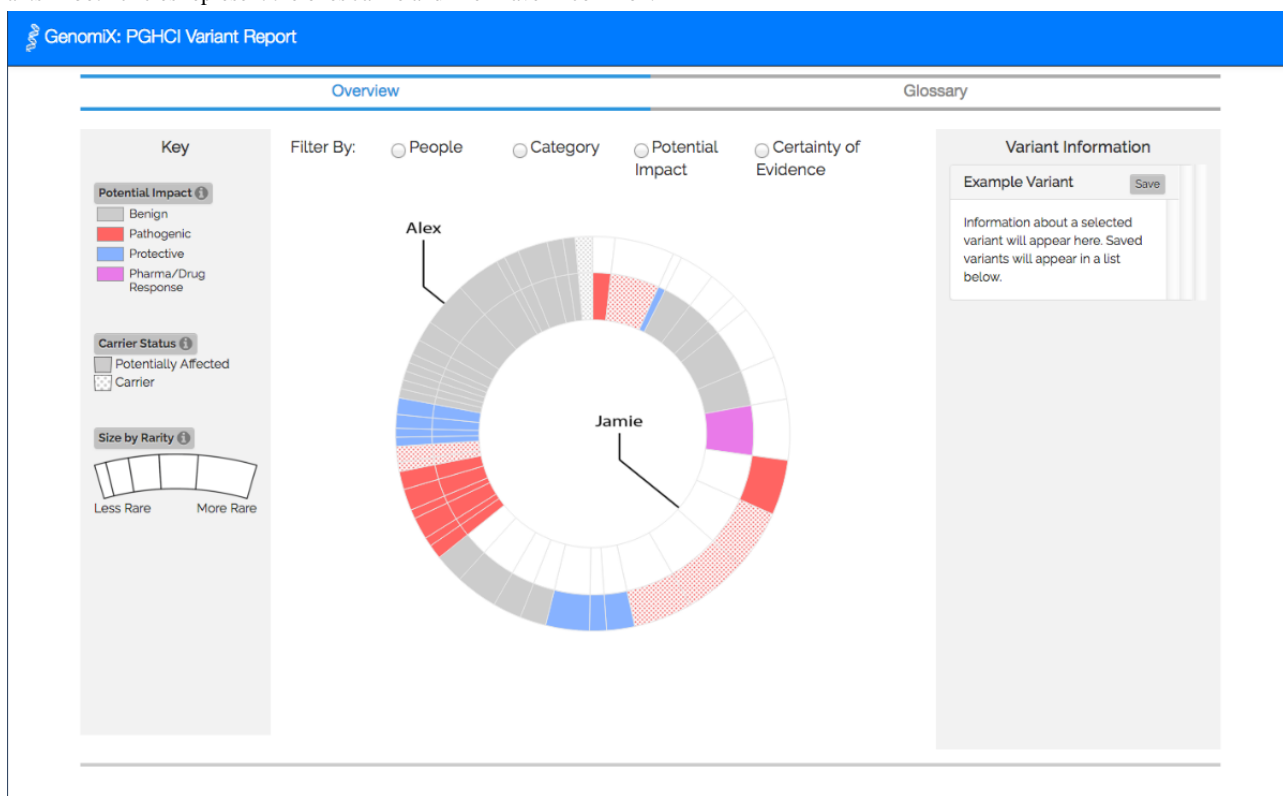 GenomiX: PGHCI Variant Report
Overview
Glossary
Key
Potential Impact
Benign
Pathogenic
Protective
Pharma/Drug
Response
Carrier Status
Potentially Affected
Carrier
Size by Rarity
Less Rare
More Rare
Filter By:
People
Category
Potential
Impact
Certainty of
Evidence
Alex
Jamie
Variant Information
Example Variant
Save
Information about a selected
variant will appear here. Saved
variants will appear in a list
below.